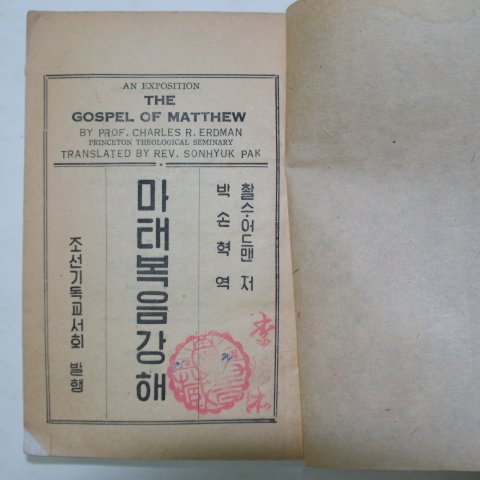 AN EXPOSITION
THE
GOSPEL OF MATTHEW
BY PROF. CHARLES R. ERDMAN
PRINCETON THEOLOGICAL SEMINARY
TRANSLATED BY REV. SONHYUK PAK
촬스·어드맨 저
박손혁 역
마태복음강해
조선기독교서회 발행